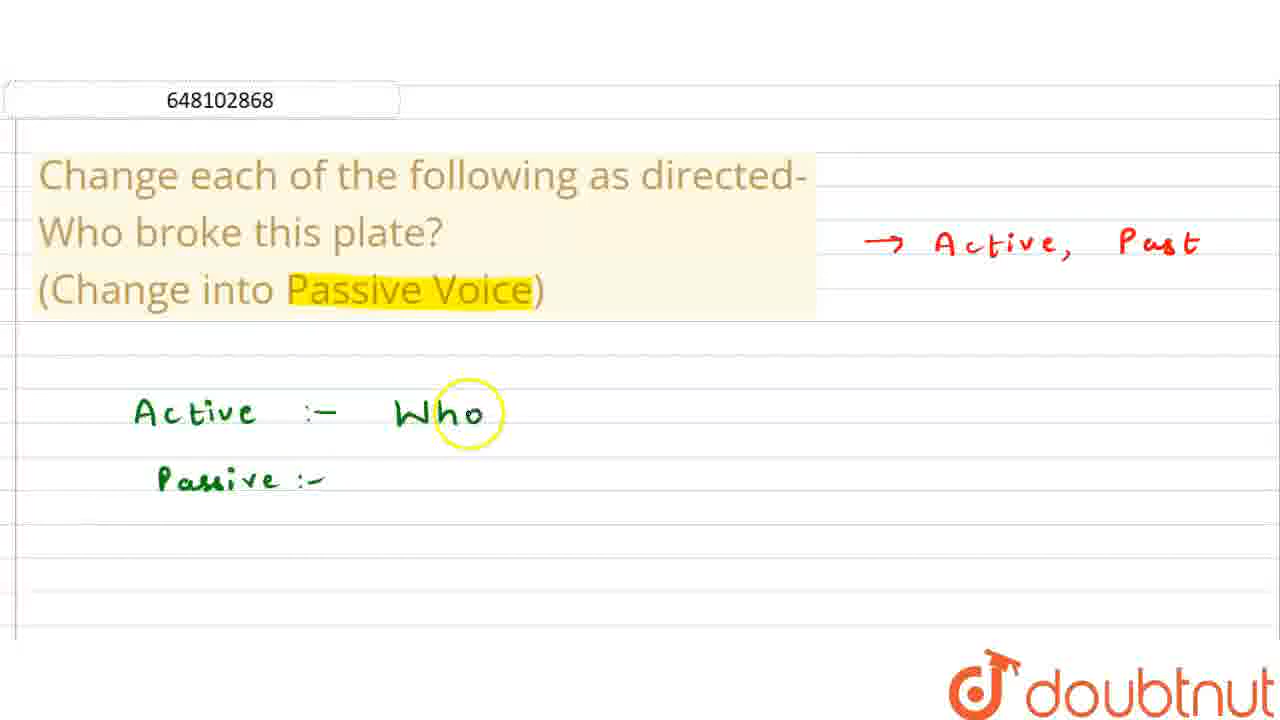 648102868
Change each of the following as directed-
Who broke this plate?
→ Active, Past
(Change into Passive Voice)
Active :- Who
Passive :-
doubtnut